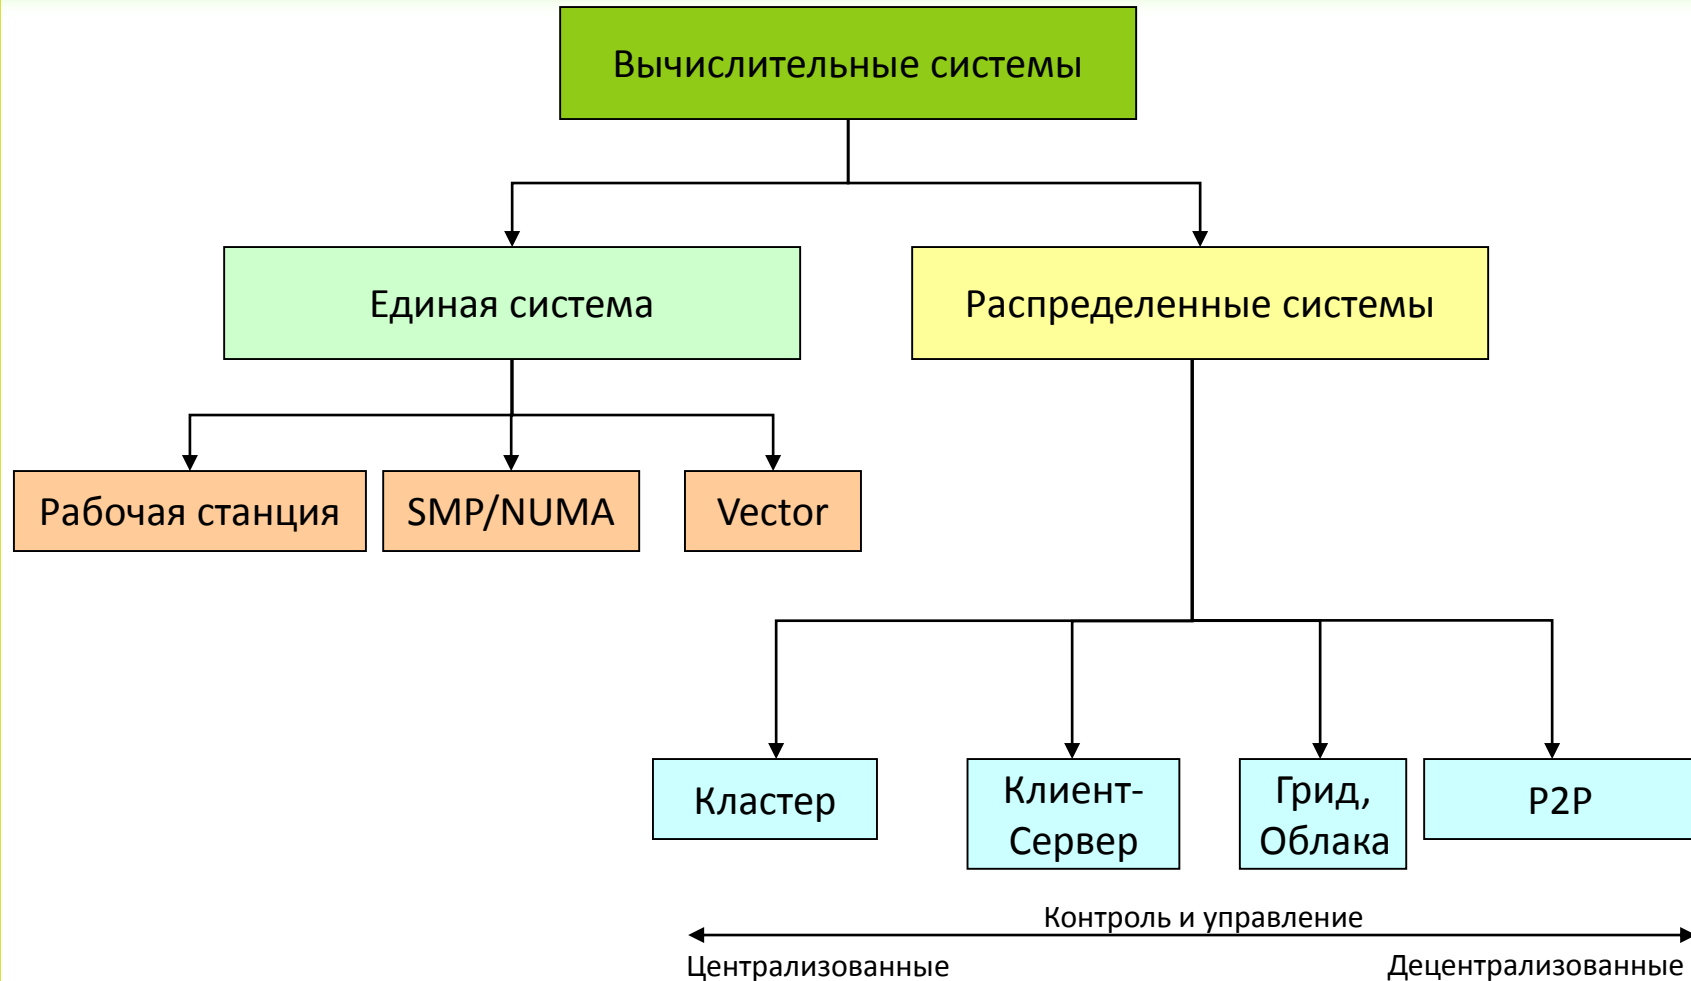 Вычислительные системы
Единая система
Распределенные системы
Рабочая станция
SMP/NUMA
Vector
Кластер
Клиент-
Сервер
Грид,
Облака
P2P
Контроль и управление
Централизованные
Децентрализованные